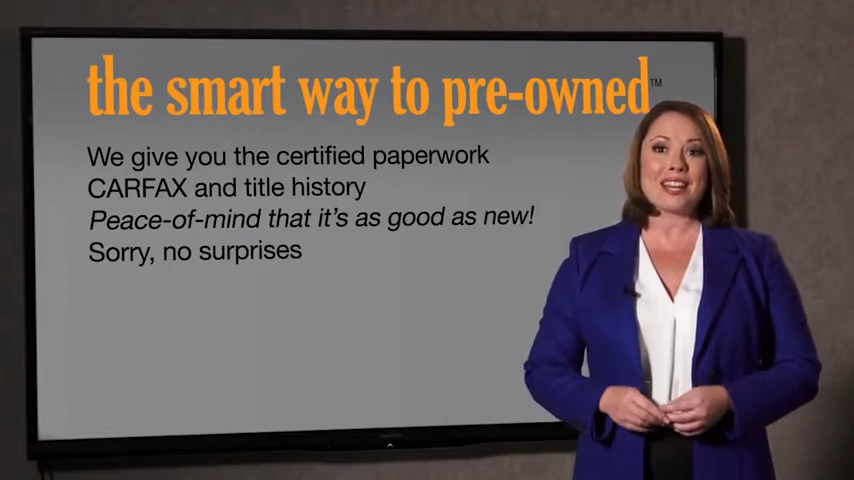 the smart way to pre-owned™
We give you the certified paperwork
CARFAX and title history
Peace-of-mind that it's as good as new!
Sorry, no surprises